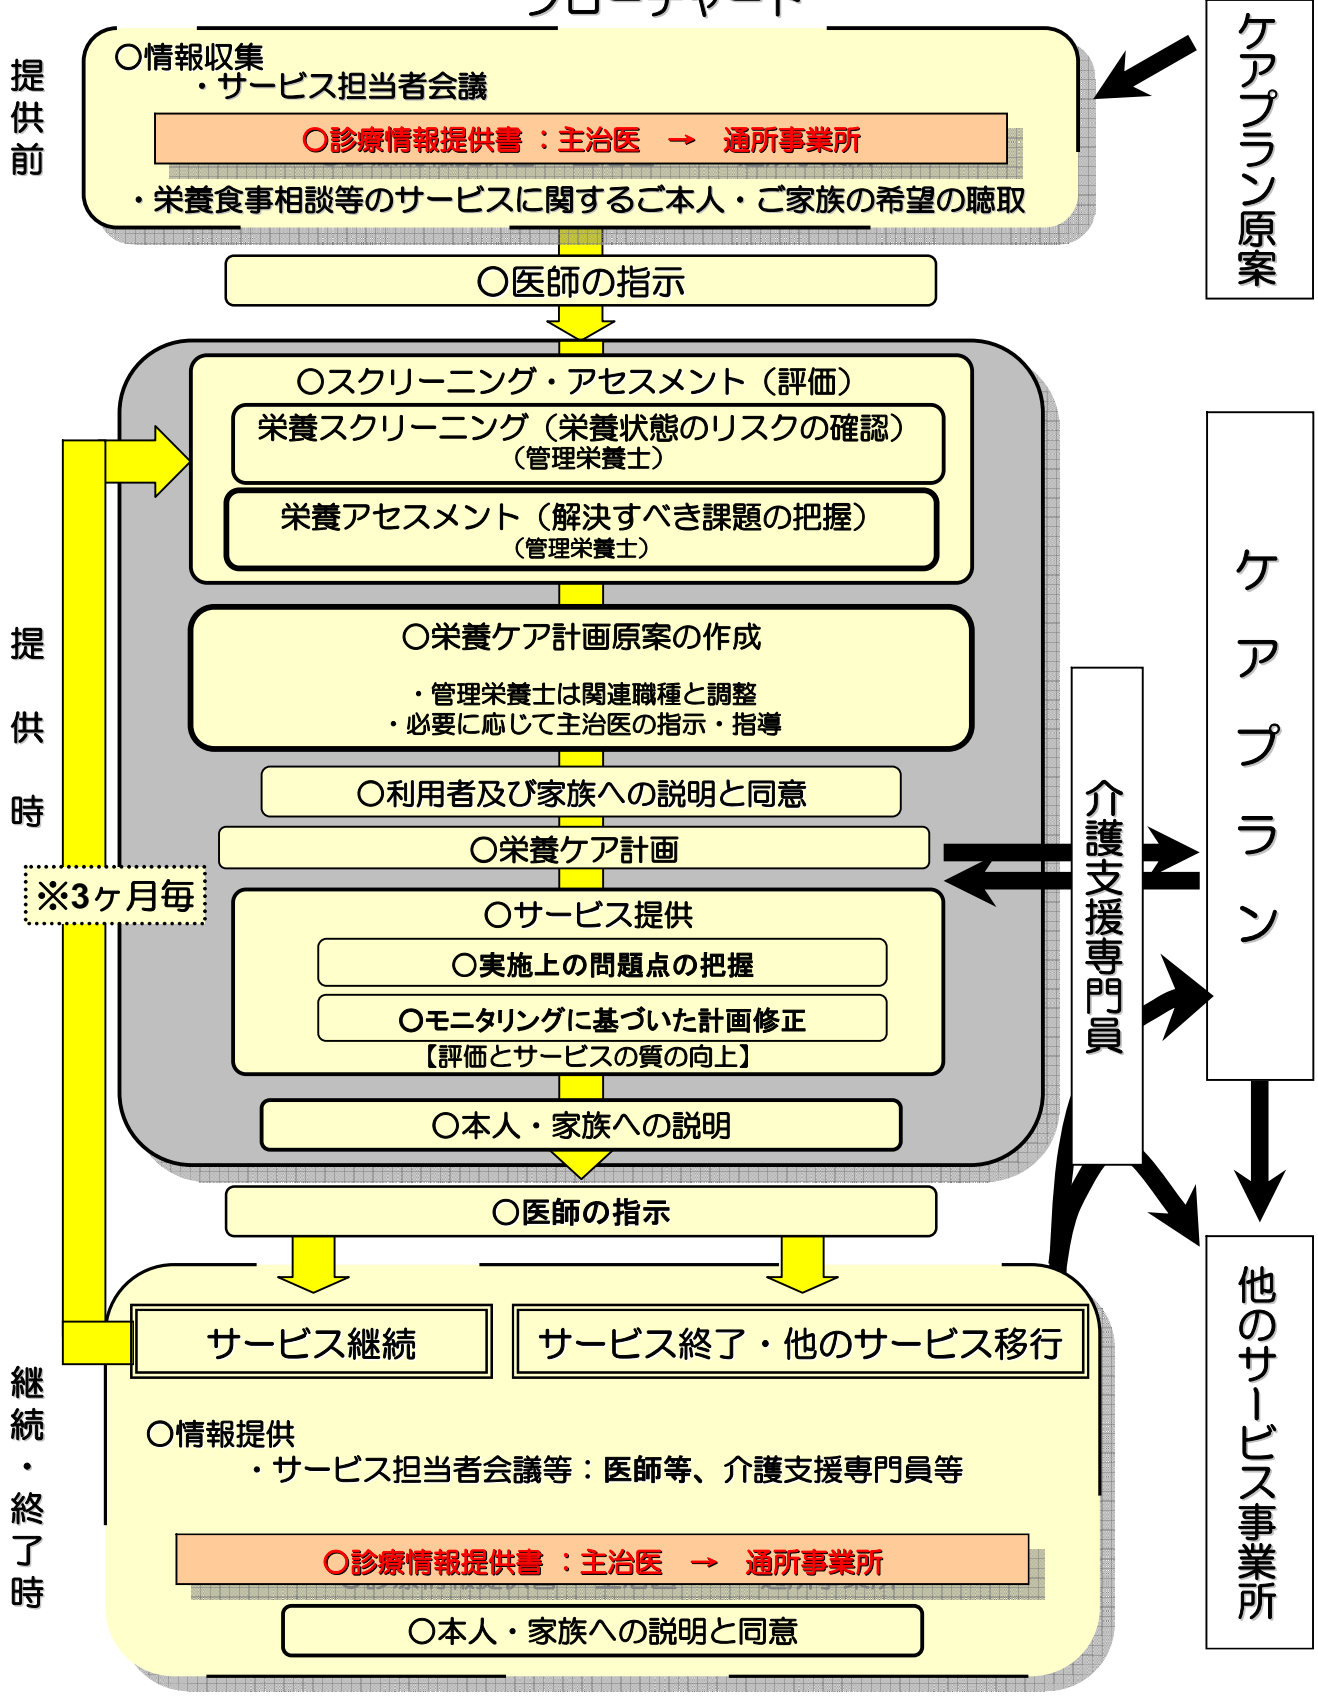 フローチャート
提供前
○情報収集
・サービス担当者会議
○診療情報提供書 ：主治医　→　通所事業所
・栄養食事相談等のサービスに関するご本人・ご家族の希望の聴取
ケアプラン原案
○医師の指示
提供時
○スクリーニング・アセスメント（評価）
栄養スクリーニング（栄養状態のリスクの確認）
（管理栄養士）
栄養アセスメント（解決すべき課題の把握）
（管理栄養士）
○栄養ケア計画原案の作成
・管理栄養士は関連職種と調整
・必要に応じて主治医の指示・指導
○利用者及び家族への説明と同意
○栄養ケア計画
※3ヶ月毎
○サービス提供
○実施上の問題点の把握
○モニタリングに基づいた計画修正
【評価とサービスの質の向上】
○本人・家族への説明
介護支援専門員
ケアプラン
○医師の指示
継続・終了時
サービス継続
サービス終了・他のサービス移行
○情報提供
・サービス担当者会議等：医師等、介護支援専門員等
○診療情報提供書 ：主治医　→　通所事業所
○本人・家族への説明と同意
他のサービス事業所